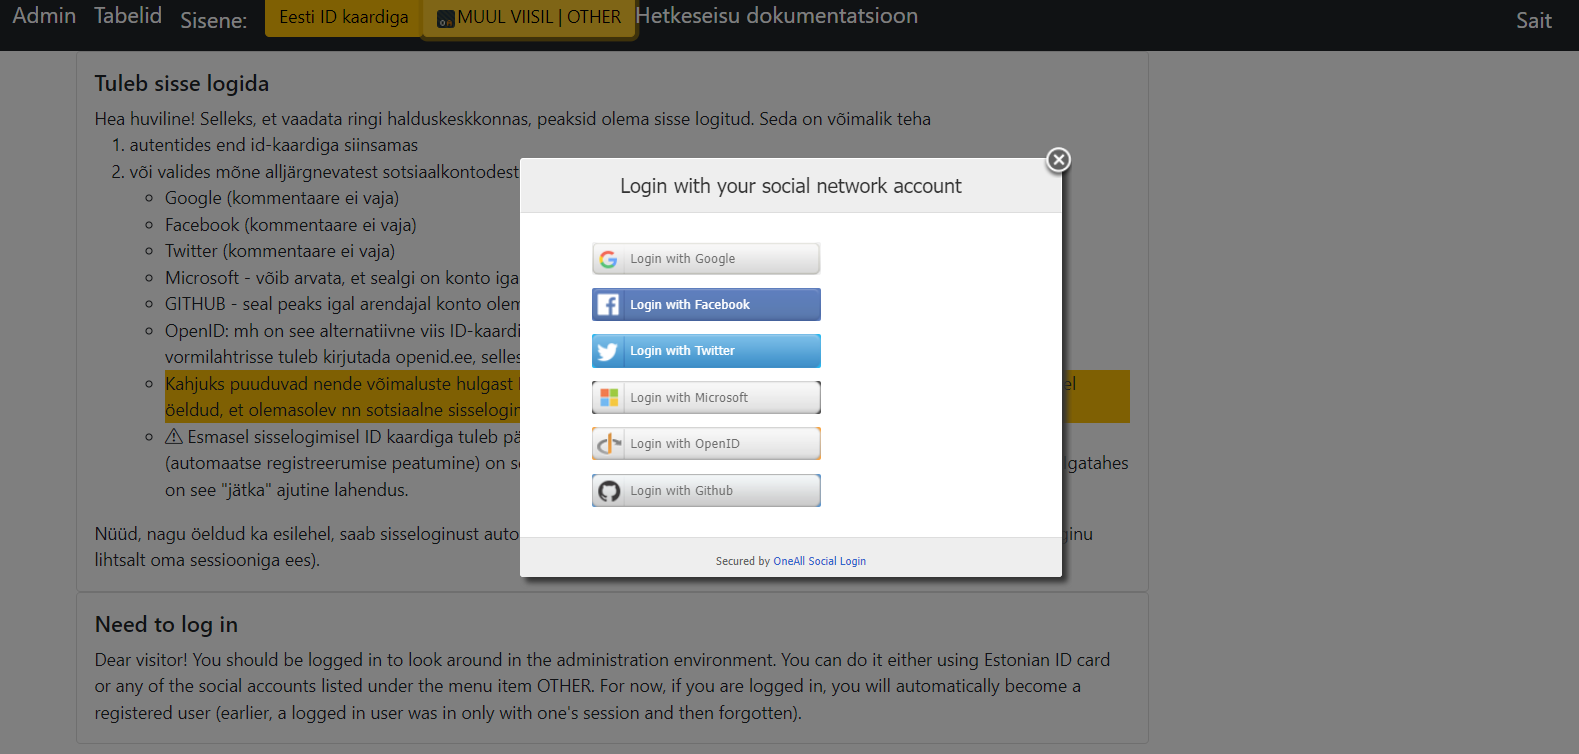 Admin Tabelid Sisene: Eesti ID kaardiga MUUL VIISIL | OTHER Hetkeseisu dokumentatsioon Sait
Tuleb sisse logida
Hea huviline! Selleks, et vaadata ringi halduskeskkonnas, peaksid olema sisse logitud. Seda on võimalik teha
1. autentides end id-kaardiga siinsamas
2. või valides mõne alljärgnevatest sotsiaalkontodest
Google (kommentaare ei vaja)
Facebook (kommentaare ei vaja)
Twitter (kommentaare ei vaja)
Microsoft - võib arvata, et sealgi on konto iga
GITHUB - seal peaks igal arendajal konto olem
OpenID: mh on see alternatiivne viis ID-kaardi
vormilahtrisse tuleb kirjutada openid.ee, selles
Kahjuks puuduvad nende võimaluste hulgast el
öeldud, et olemasolev nn sotsiaalne sisselogin
⚠ Esmasel sisselogimisel ID kaardiga tuleb pä
(automaatse registreerumise peatumine) on se igatahes
on see "jätka" ajutine lahendus.
Nüüd, nagu öeldud ka esilehel, saab sisseloginust auto ginu
lihtsalt oma sessiooniga ees).
Login with your social network account
Login with Google
Login with Facebook
Login with Twitter
Login with Microsoft
Login with OpenID
Login with Github
Secured by OneAll Social Login
Need to log in
Dear visitor! You should be logged in to look around in the administration environment. You can do it either using Estonian ID card
or any of the social accounts listed under the menu item OTHER. For now, if you are logged in, you will automatically become a
registered user (earlier, a logged in user was in only with one's session and then forgotten).